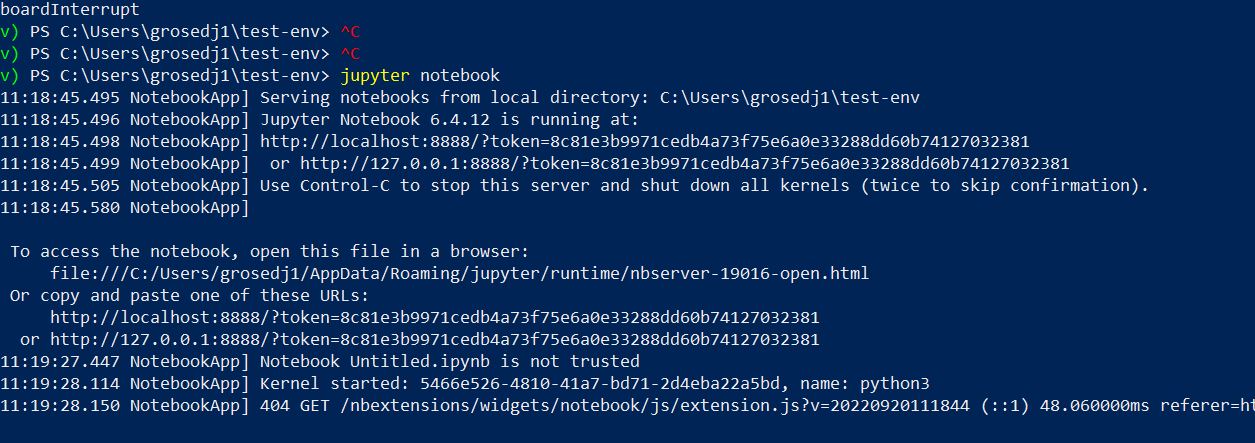 boardInterrupt
v) PS C:\Users\grosedj1\test-env> ^C
v) PS C:\Users\grosedj1\test-env> ^C
v) PS C:\Users\grosedj1\test-env> jupyter notebook
11:18:45.495 NotebookApp] Serving notebooks from local directory: C:\Users\grosedj1\test-env
11:18:45.496 NotebookApp] Jupyter Notebook 6.4.12 is running at:
11:18:45.498 NotebookApp] http://localhost:8888/?token=8c81e3b9971cedb4a73f75e6a0e33288dd60b74127032381
11:18:45.499 NotebookApp]  or http://127.0.0.1:8888/?token=8c81e3b9971cedb4a73f75e6a0e33288dd60b74127032381
11:18:45.505 NotebookApp] Use Control-C to stop this server and shut down all kernels (twice to skip confirmation).
11:18:45.580 NotebookApp]
To access the notebook, open this file in a browser:
file:///C:/Users/grosedj1/AppData/Roaming/jupyter/runtime/nbserver-19016-open.html
Or copy and paste one of these URLs:
http://localhost:8888/?token=8c81e3b9971cedb4a73f75e6a0e33288dd60b74127032381
or http://127.0.0.1:8888/?token=8c81e3b9971cedb4a73f75e6a0e33288dd60b74127032381
11:19:27.447 NotebookApp] Notebook Untitled.ipynb is not trusted
11:19:28.114 NotebookApp] Kernel started: 5466e526-4810-41a7-bd71-2d4eba22a5bd, name: python3
11:19:28.150 NotebookApp] 404 GET /nbextensions/widgets/notebook/js/extension.js?v=20220920111844 (::1) 48.060000ms referer=ht